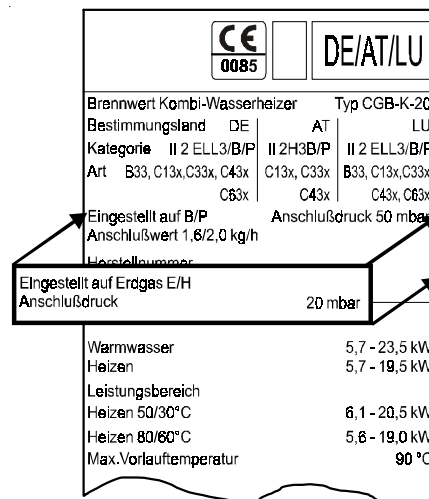 CE
0085
DE/AT/LU
Brennwert Kombi-Wasserheizer Typ CGB-K-20
Bestimmungsland DE AT LU
Kategorie II 2 ELL3/B/P II 2H3B/P II 2 ELL3/B/P
Art B33, C13x,C33x, C43x C13x, C33x B33, C13x,C33x
C63x C43x C43x, C63x
Eingestellt auf B/P Anschlußdruck 50 mbar
Anschlußwert 1,6/2,0 kg/h
Herstellnummer
Eingestellt auf Erdgas E/H
Anschlußdruck 20 mbar
Warmwasser 5,7 - 23,5 kW
Heizen 5,7 - 19,5 kW
Leistungsbereich
Heizen 50/30°C 6,1 - 20,5 kW
Heizen 80/60°C 5,6 - 19,0 kW
Max.Vorlauftemperatur 90 °C